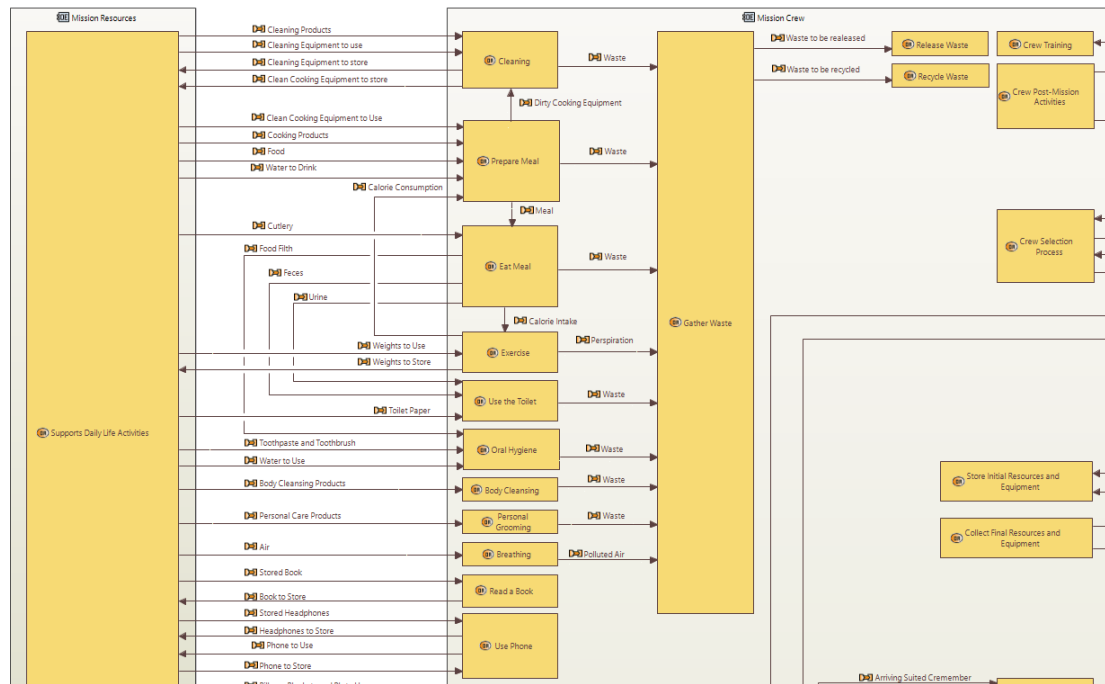 Mission Resources
Mission Crew
Supports Daily Life Activities
Cleaning Products
Cleaning Equipment to use
Cleaning Equipment to store
Clean Cooking Equipment to store
Dirty Cooking Equipment
Clean Cooking Equipment to Use
Cooking Products
Food
Water to Drink
Calorie Consumption
Meal
Cutlery
Food Filth
Feces
Urine
Calorie Intake
Weights to Use
Weights to Store
Toilet Paper
Toothpaste and Toothbrush
Water to Use
Body Cleansing Products
Personal Care Products
Air
Stored Book
Book to Store
Stored Headphones
Headphones to Store
Phone to Use
Phone to Store
Cleaning
Prepare Meal
Eat Meal
Exercise
Use the Toilet
Oral Hygiene
Body Cleansing
Personal
Grooming
Breathing
Read a Book
Use Phone
Waste
Waste
Waste
Perspiration
Waste
Waste
Waste
Waste
Polluted Air
Gather Waste
Waste to be realeased
Waste to be recycled
Release Waste
Recycle Waste
Crew Training
Crew Post-Mission
Activities
Crew Selection
Process
Store Initial Resources and
Equipment
Collect Final Resources and
Equipment
Arriving Suited Cremember